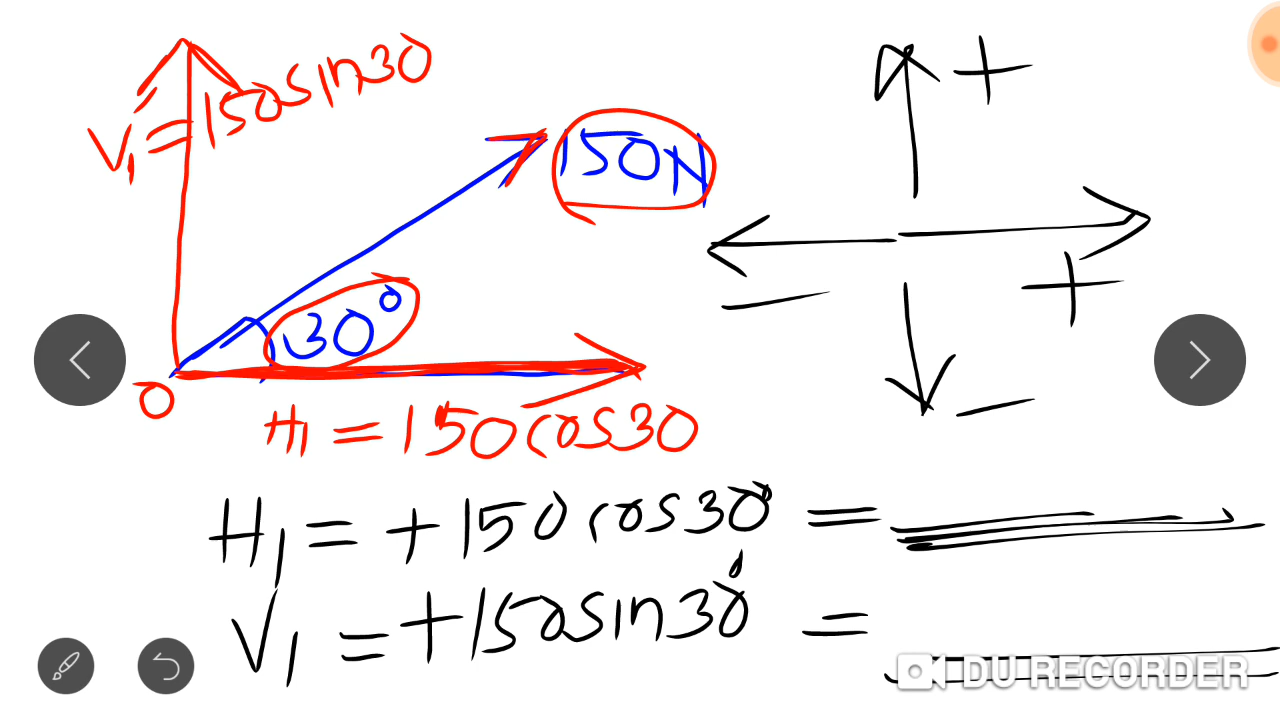 V₁ = 150sin30
150N
30°
O
H₁ = 150cos30
+
−
+
−
H₁ = + 150cos30° =
V₁ = +150sin30° =
DU RECORDER